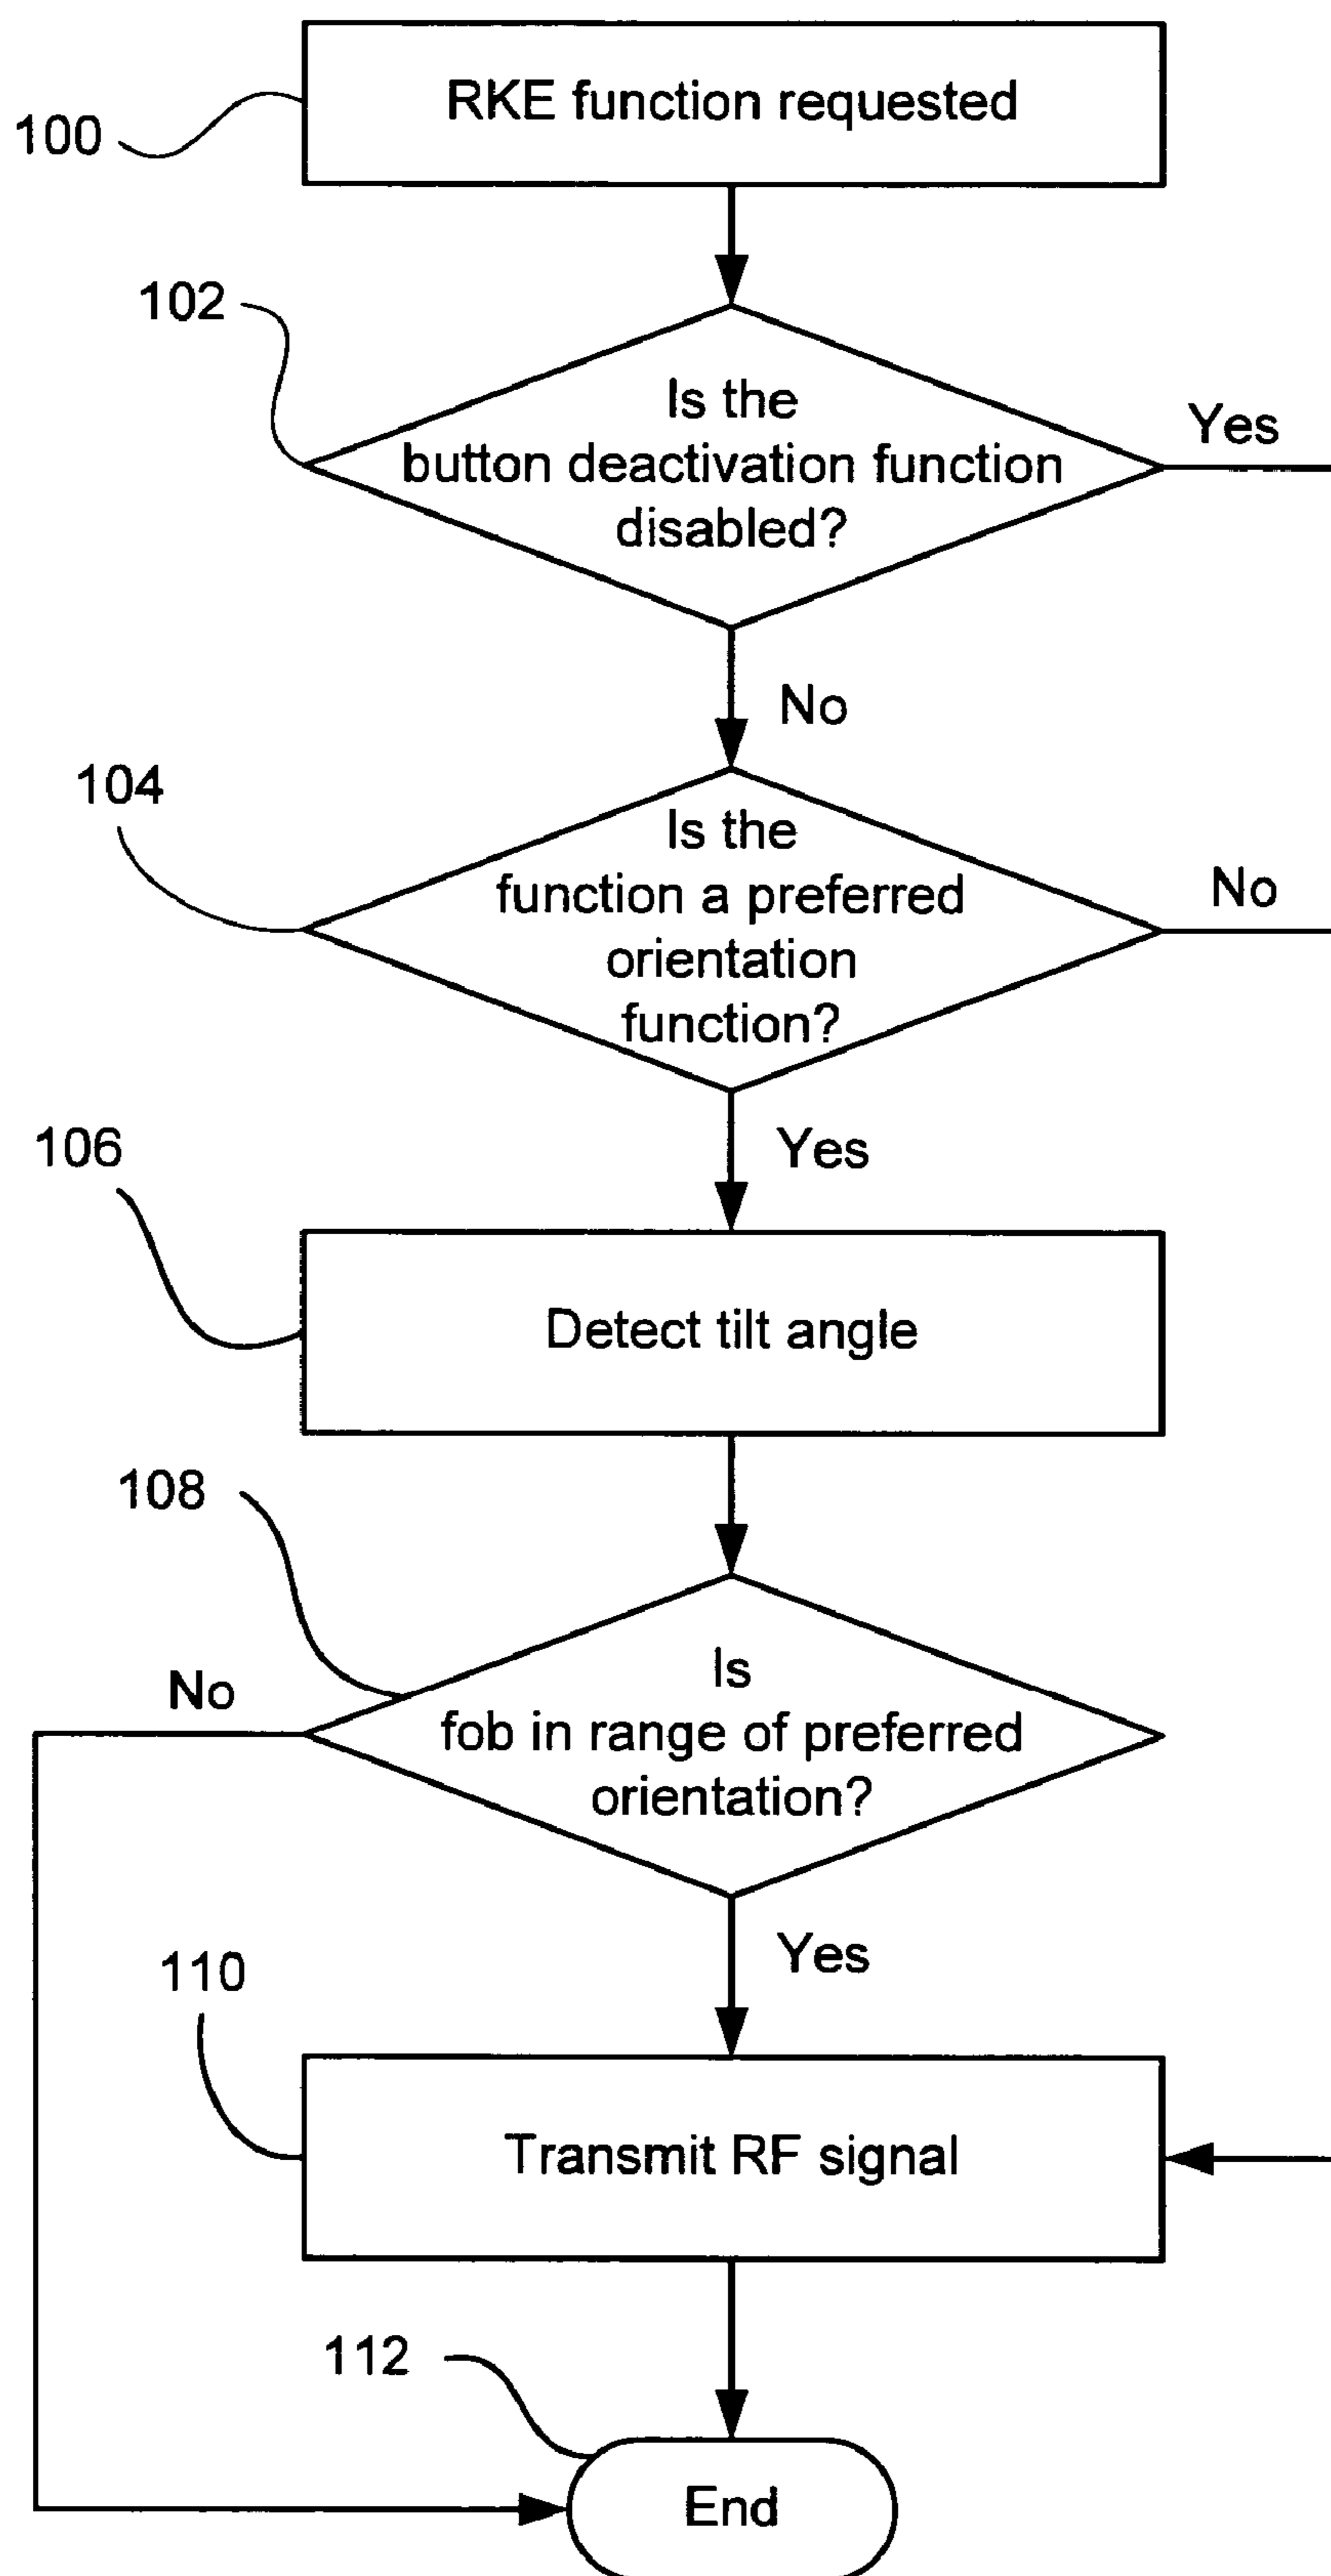 RKE function requested
100
102
Is the
button deactivation function
disabled?
Yes
No
104
Is the
function a preferred
orientation
function?
No
Yes
106
Detect tilt angle
108
Is
fob in range of preferred
orientation?
No
Yes
110
Transmit RF signal
112
End